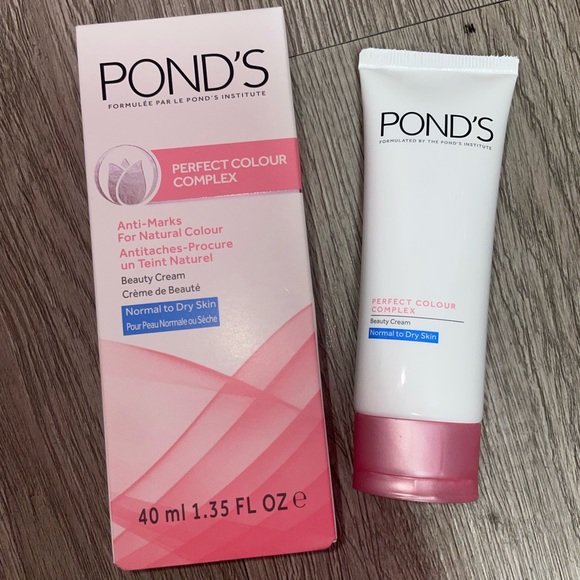 POND'S
FORMULÉE PAR LE POND'S INSTITUTE
PERFECT COLOUR
COMPLEX
Anti-Marks
For Natural Colour
Antitaches-Procure
un Teint Naturel
Beauty Cream
Crème de Beauté
Normal to Dry Skin
Pour Peau Normale ou Sèche
40 ml 1.35 FL OZ e
POND'S
FORMULATED BY THE POND'S INSTITUTE
PERFECT COLOUR
COMPLEX
Beauty Cream
Normal to Dry Skin